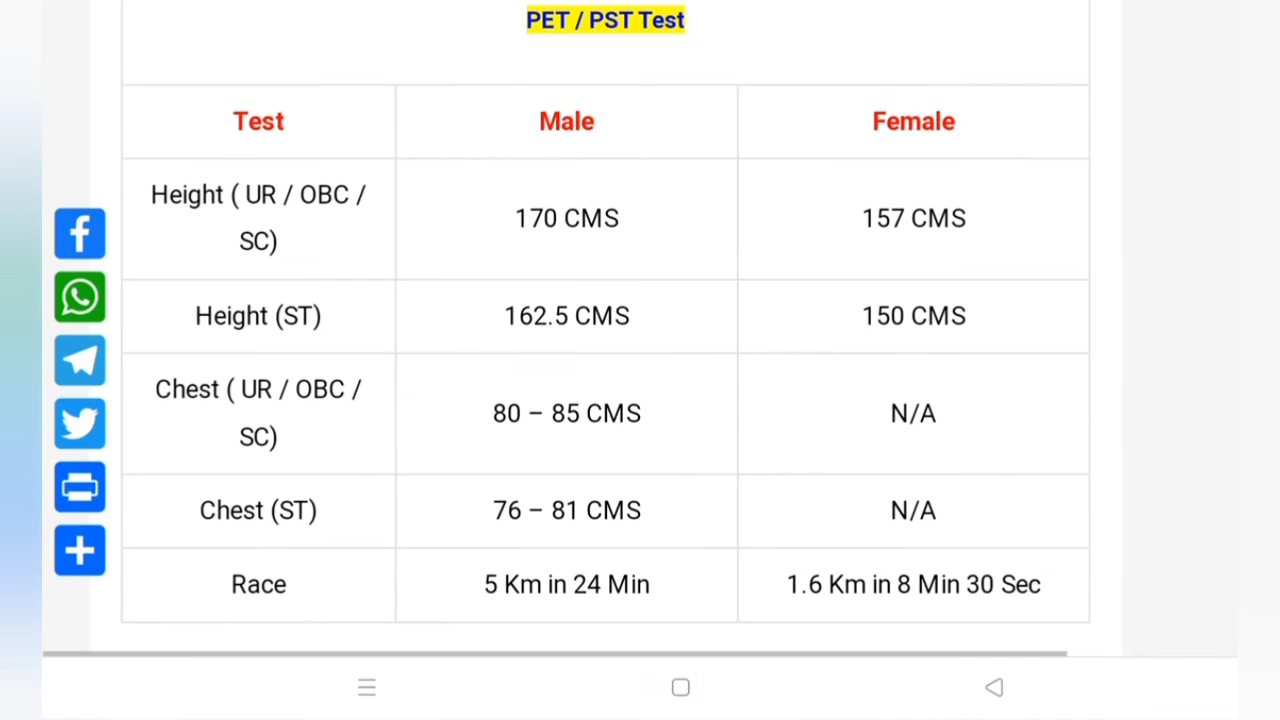 PET / PST Test
Test Male Female
Height ( UR / OBC /
SC) 170 CMS 157 CMS
Height (ST) 162.5 CMS 150 CMS
Chest ( UR / OBC /
SC) 80 – 85 CMS N/A
Chest (ST) 76 – 81 CMS N/A
Race 5 Km in 24 Min 1.6 Km in 8 Min 30 Sec